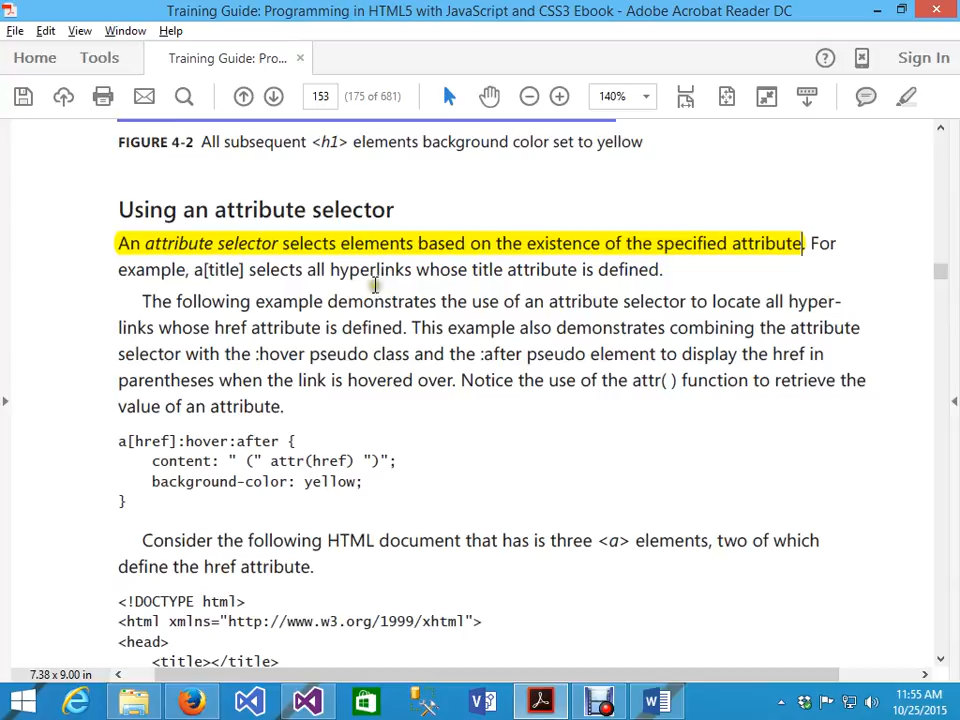 Training Guide: Programming in HTML5 with JavaScript and CSS3 Ebook - Adobe Acrobat Reader DC
File Edit View Window Help
Home Tools Training Guide: Pro... × Sign In
153 (175 of 681) 140%
FIGURE 4-2 All subsequent <h1> elements background color set to yellow
Using an attribute selector
An attribute selector selects elements based on the existence of the specified attribute. For
example, a[title] selects all hyperlinks whose title attribute is defined.
The following example demonstrates the use of an attribute selector to locate all hyper-
links whose href attribute is defined. This example also demonstrates combining the attribute
selector with the :hover pseudo class and the :after pseudo element to display the href in
parentheses when the link is hovered over. Notice the use of the attr( ) function to retrieve the
value of an attribute.
a[href]:hover:after {
content: " (" attr(href) ")";
background-color: yellow;
}
Consider the following HTML document that has is three <a> elements, two of which
define the href attribute.
<!DOCTYPE html>
<html xmlns="http://www.w3.org/1999/xhtml">
<head>
<title></title>
7.38 x 9.00 in
11:55 AM
10/25/2015